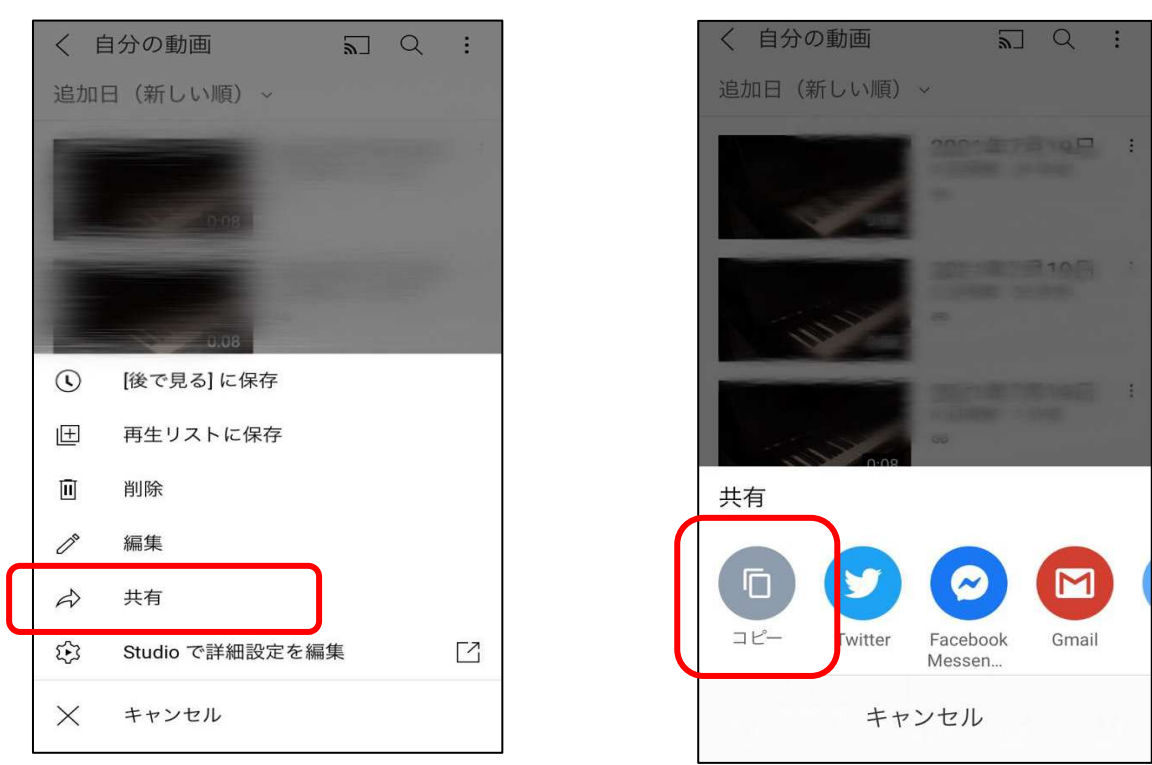 自分の動画
追加日（新しい順）
0:08
0:08
[後で見る] に保存
再生リストに保存
削除
編集
共有
Studio で詳細設定を編集
キャンセル
自分の動画
追加日（新しい順）
0:08
共有
コピー
Twitter
Facebook
Messen...
Gmail
キャンセル